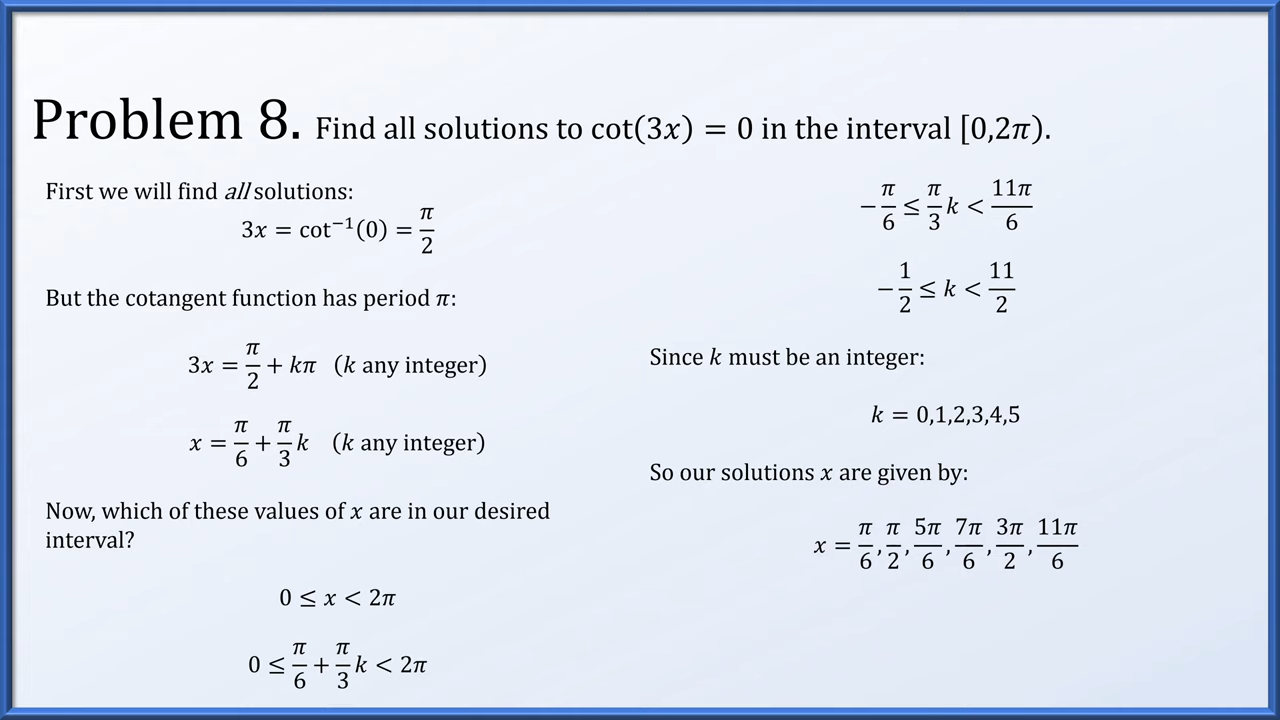 Problem 8. Find all solutions to cot(3x) = 0 in the interval [0,2π).
First we will find all solutions:
3x = cot⁻¹(0) = π/2
But the cotangent function has period π:
3x = π/2 + kπ (k any integer)
x = π/6 + π/3 k (k any integer)
Now, which of these values of x are in our desired
interval?
0 ≤ x < 2π
0 ≤ π/6 + π/3 k < 2π
−π/6 ≤ π/3 k < 11π/6
−1/2 ≤ k < 11/2
Since k must be an integer:
k = 0,1,2,3,4,5
So our solutions x are given by:
x = π/6, π/2, 5π/6, 7π/6, 3π/2, 11π/6